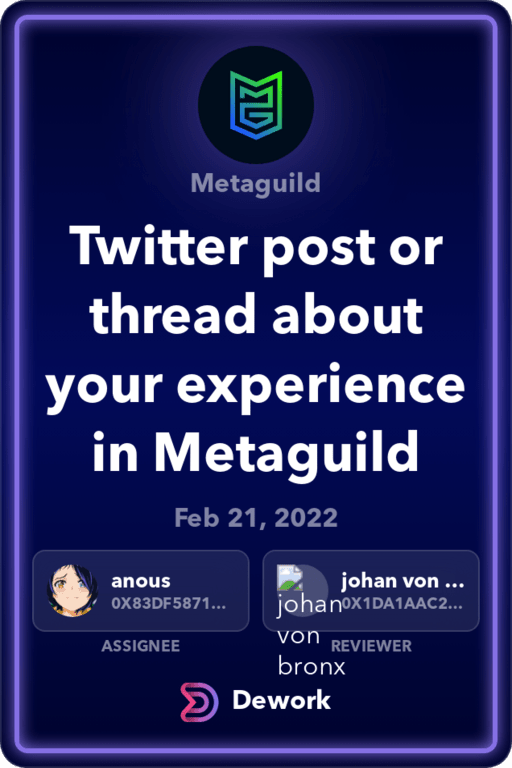 Metaguild
Twitter post or
thread about
your experience
in Metaguild
Feb 21, 2022
anous
0X83DF5871...
johan von ...
0X1DA1AAC2...
johan
von
bronx
ASSIGNEE
REVIEWER
Dework